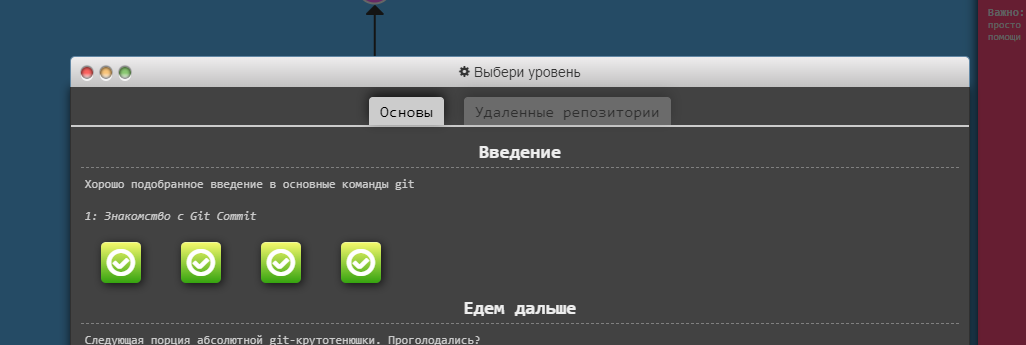 Выбери уровень
Основы
Удаленные репозитории
Введение
Хорошо подобранное введение в основные команды git
1: Знакомство с Git Commit
Едем дальше
Следующая порция абсолютной git-крутотенюшки. Проголодались?
Важно:
просто
помощи